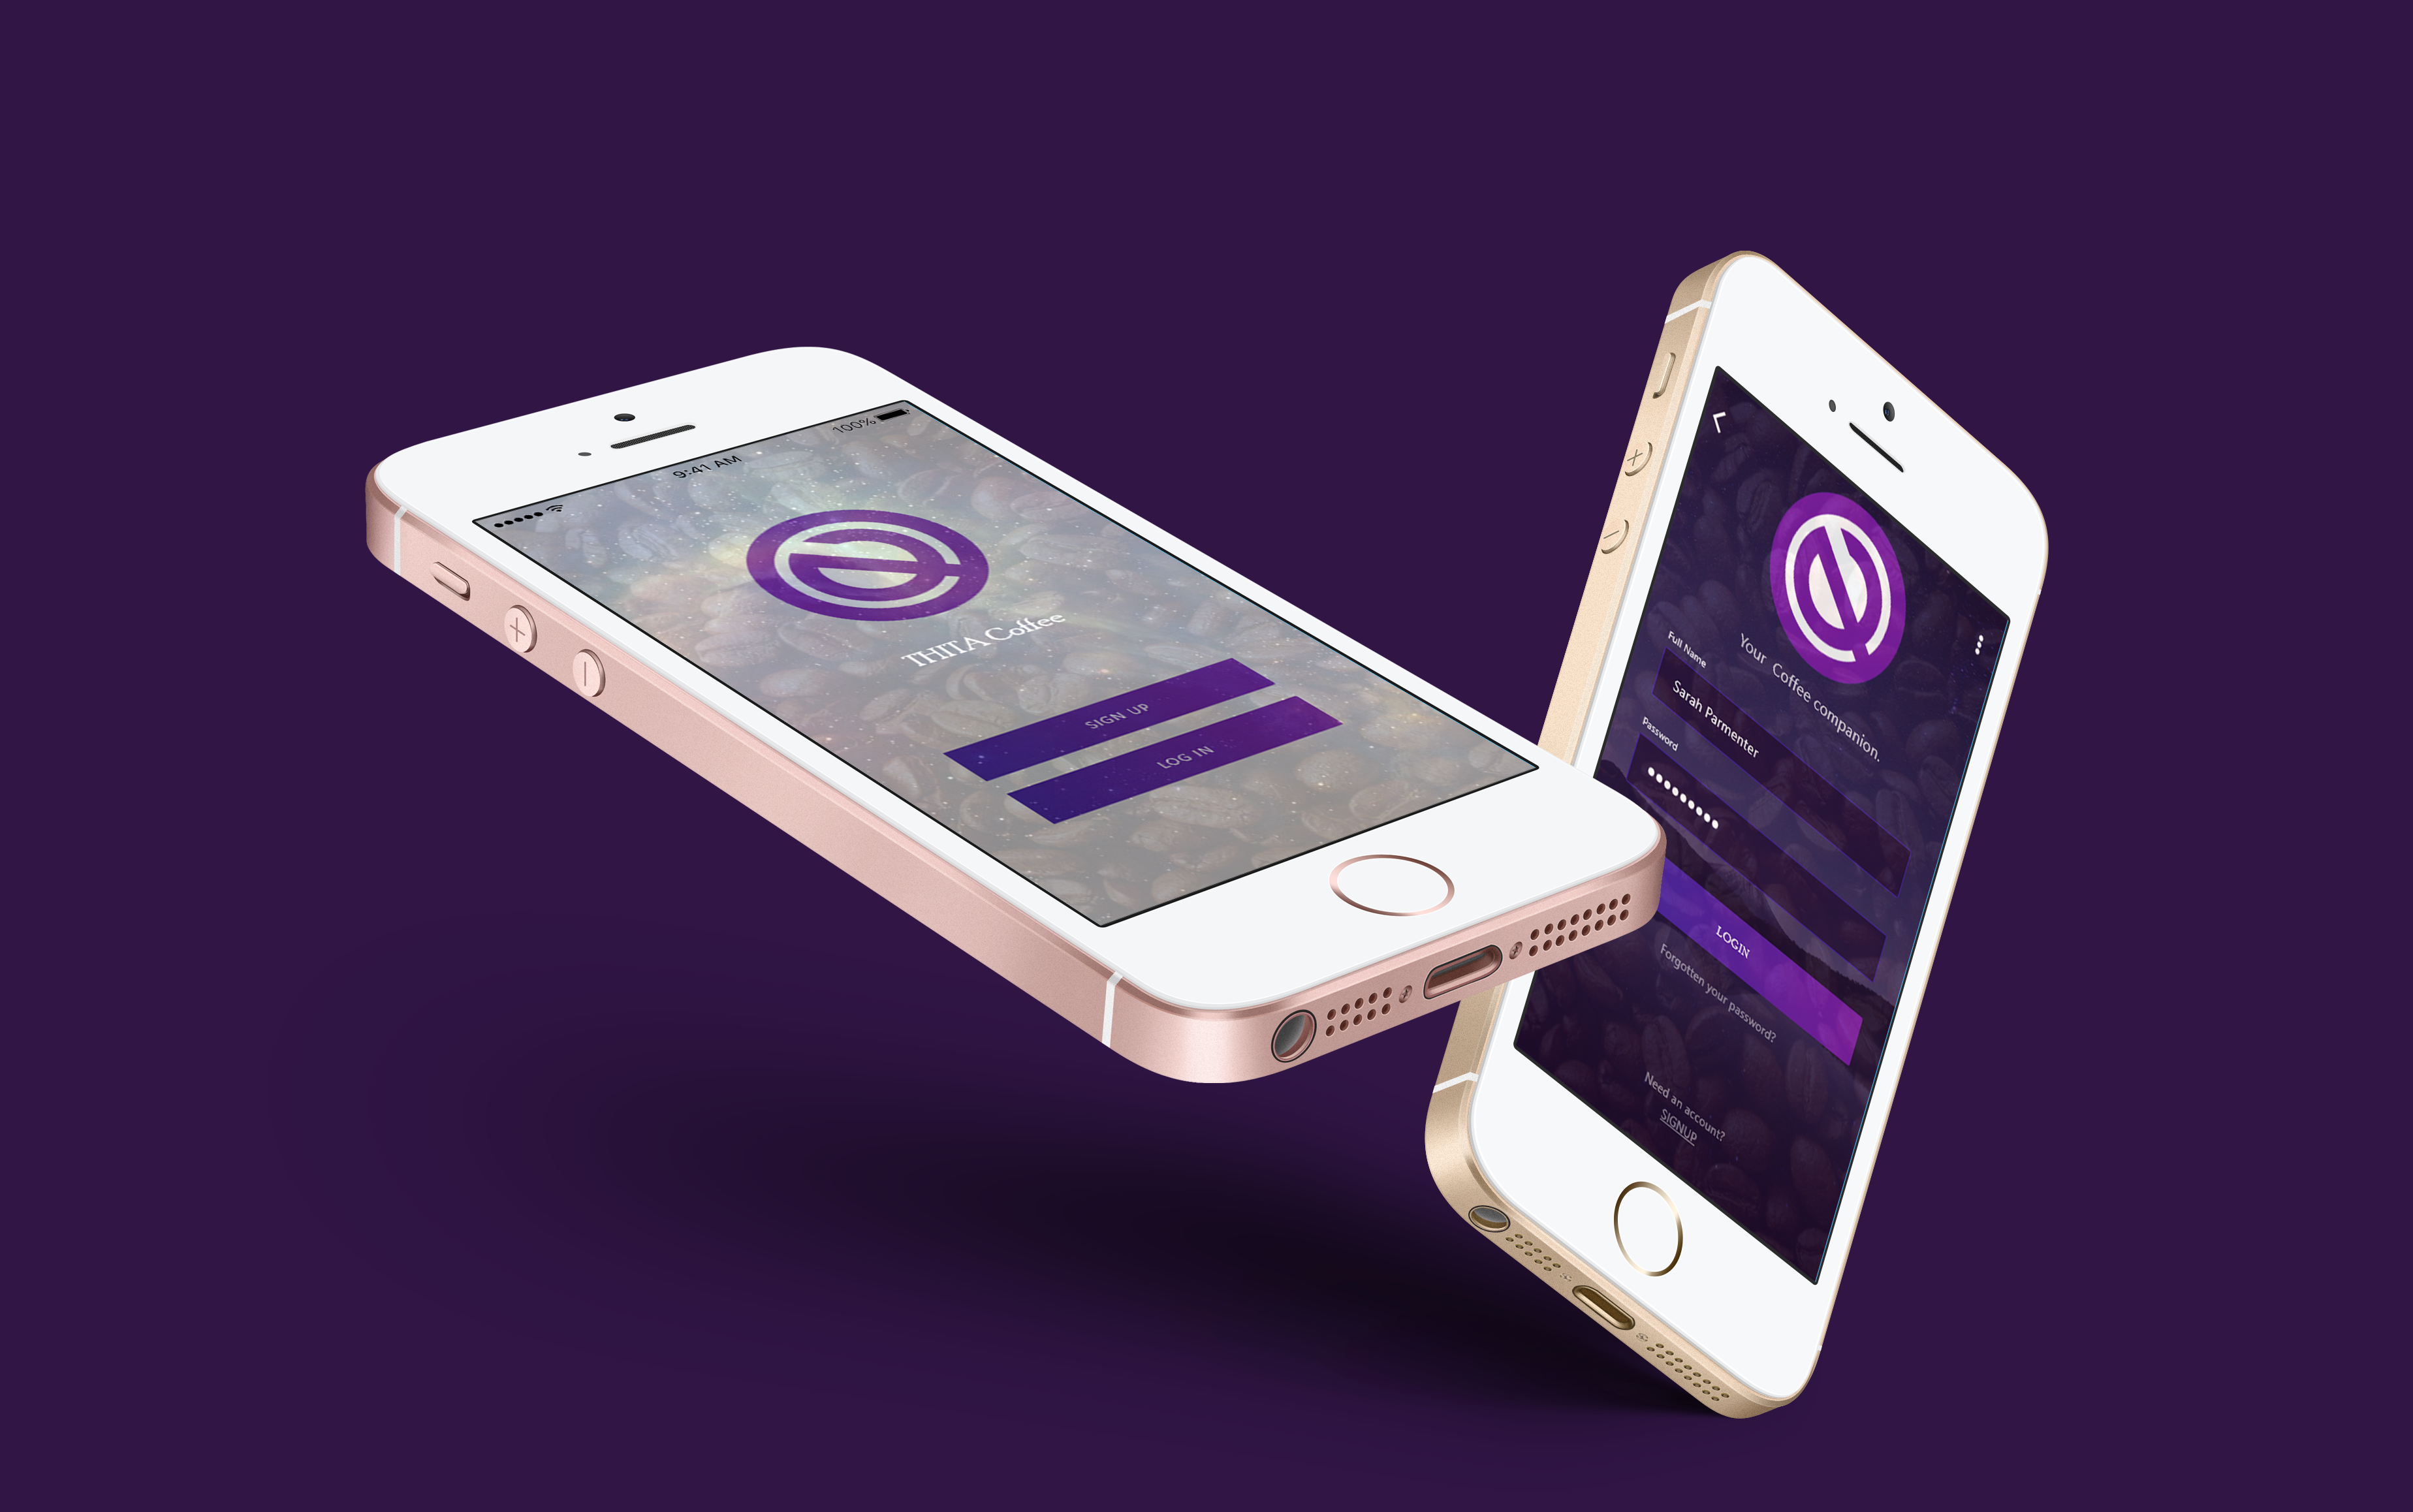 9:41 AM
100%
THITA Coffee
SIGN UP
LOG IN
Your Coffee companion.
Full Name
Sarah Parmenter
Password
LOGIN
Forgotten your password?
Need an account?
SIGNUP